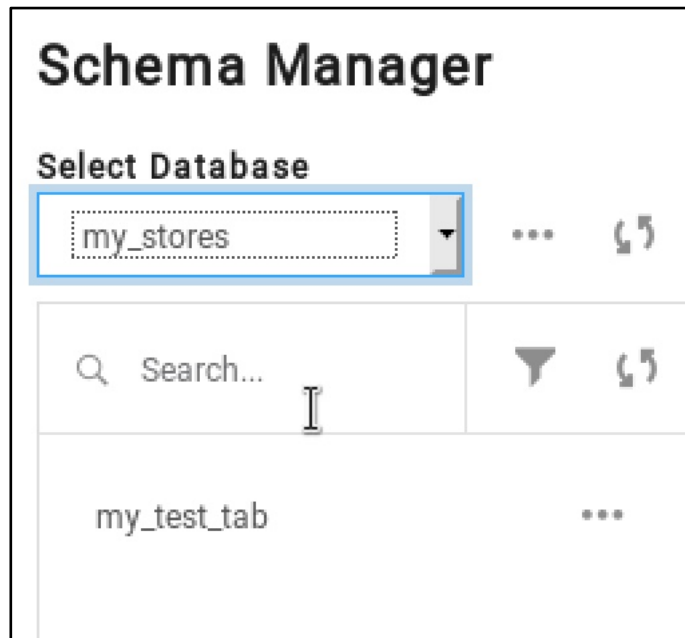 Schema Manager
Select Database
my_stores
Search...
my_test_tab